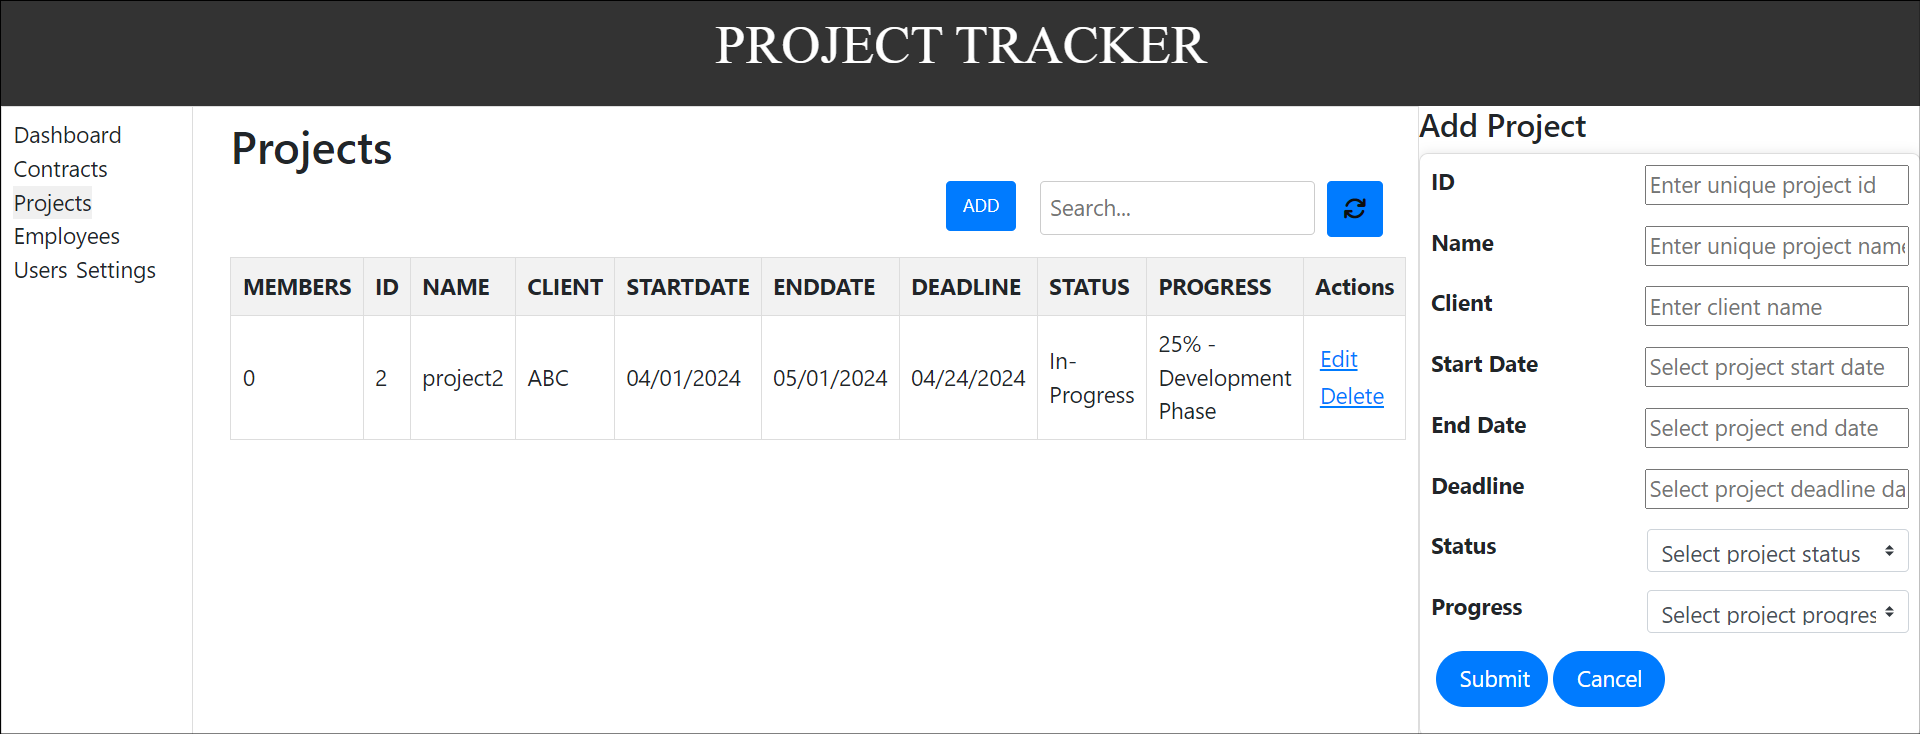 PROJECT TRACKER
Dashboard
Contracts
Projects
Employees
Users Settings
Projects
ADD
Search...
MEMBERS ID NAME CLIENT STARTDATE ENDDATE DEADLINE STATUS PROGRESS Actions
0 2 project2 ABC 04/01/2024 05/01/2024 04/24/2024
In-
Progress
25% -
Development
Phase
Edit
Delete
Add Project
ID Enter unique project id
Name Enter unique project name
Client Enter client name
Start Date Select project start date
End Date Select project end date
Deadline Select project deadline da
Status Select project status
Progress Select project progres
Submit Cancel